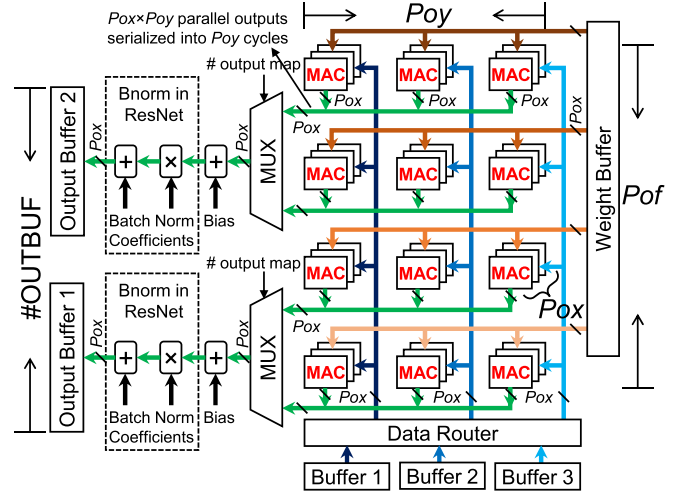 Pox×Poy parallel outputs
serialized into Poy cycles
Poy
# output map
MAC MAC MAC
Pox Pox Pox
Pox
Pox
Bnorm in
ResNet
Output Buffer 2
Pox
+ × + Pox
MUX
Batch Norm
Coefficients
Bias
MAC MAC MAC
Weight Buffer
Pof
#OUTBUF
# output map
MAC MAC MAC
Pox
Pox
Bnorm in
ResNet
Output Buffer 1
Pox
+ × + Pox
MUX
Batch Norm
Coefficients
Bias
MAC MAC MAC
Pox Pox Pox
Data Router
Buffer 1 Buffer 2 Buffer 3